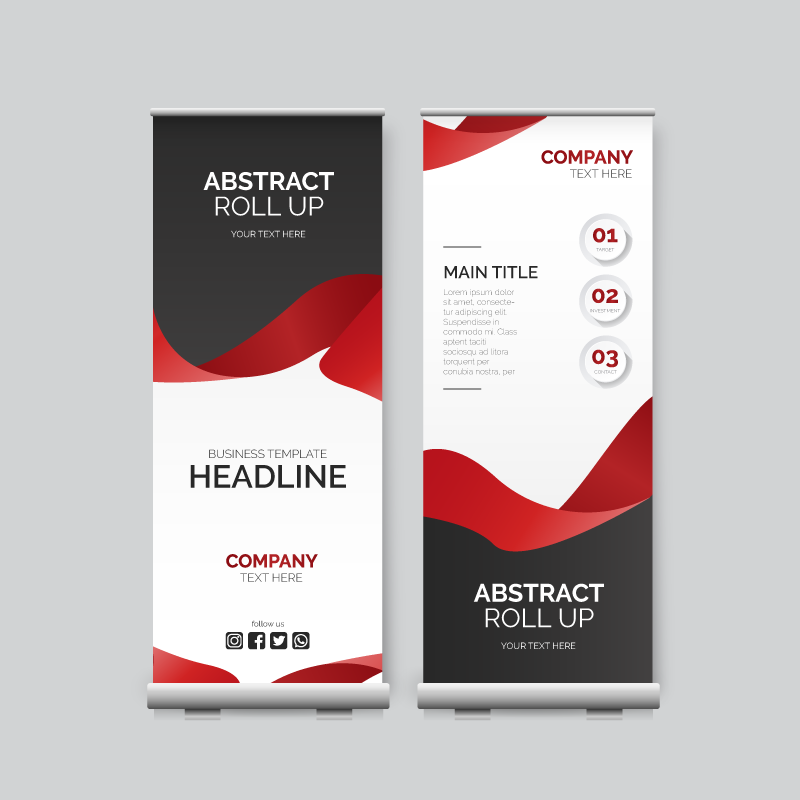 ABSTRACT
ROLL UP
YOUR TEXT HERE
BUSINESS TEMPLATE
HEADLINE
COMPANY
TEXT HERE
follow us
COMPANY
TEXT HERE
01
TARGET
02
INVESTMENT
03
CONTACT
MAIN TITLE
Lorem ipsum dolor
sit amet, consecte-
tur adipiscing elit.
Suspendisse in
commodo mi. Class
aptent taciti
sociosqu ad litora
torquent per
conubia nostra, per
ABSTRACT
ROLL UP
YOUR TEXT HERE